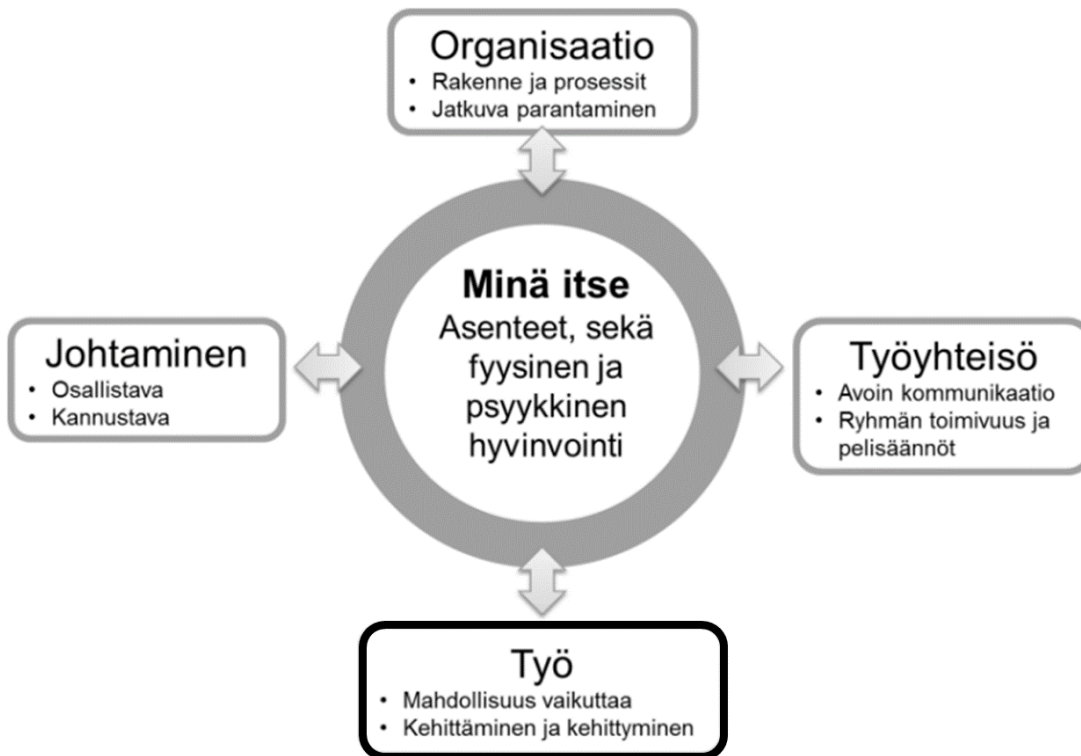 Organisaatio
• Rakenne ja prosessit
• Jatkuva parantaminen
Minä itse
Asenteet, sekä
fyysinen ja
psyykkinen
hyvinvointi
Johtaminen
• Osallistava
• Kannustava
Työyhteisö
• Avoin kommunikaatio
• Ryhmän toimivuus ja
pelisäännöt
Työ
• Mahdollisuus vaikuttaa
• Kehittäminen ja kehittyminen